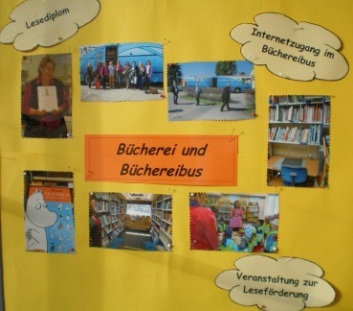 Lesediplom
Internetzugang im
Büchereibus
Bücherei und
Büchereibus
Veranstaltung zur
Leseförderung